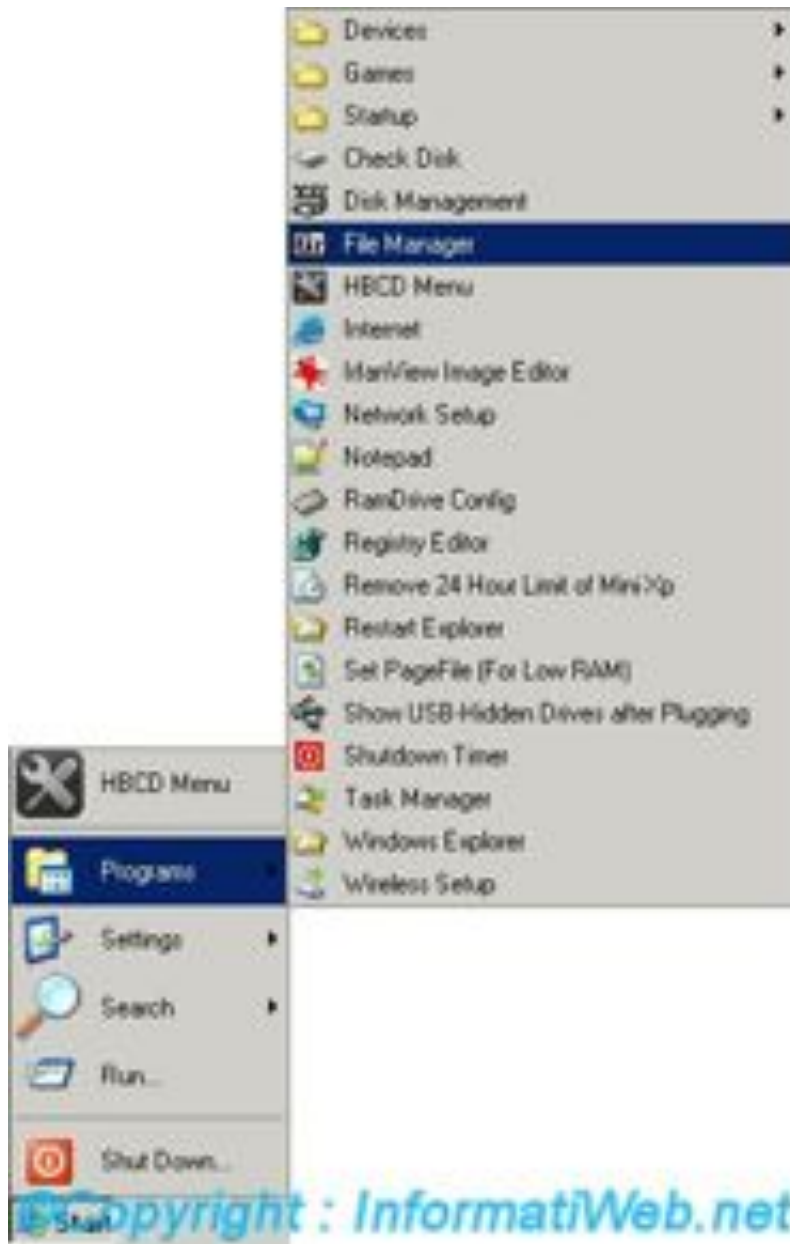 Devices
Games
Startup
Check Disk
Disk Management
File Manager
HBCD Menu
Internet
IrfanView Image Editor
Network Setup
Notepad
RamDrive Config
Registry Editor
Remove 24 Hour Limit of Mini Xp
Restart Explorer
Set PageFile (For Low RAM)
Show USB-Hidden Drives after Plugging
Shutdown Timer
Task Manager
Windows Explorer
Wireless Setup
HBCD Menu
Programs
Settings
Search
Run...
Shut Down...
Start
©Copyright : InformatiWeb.net